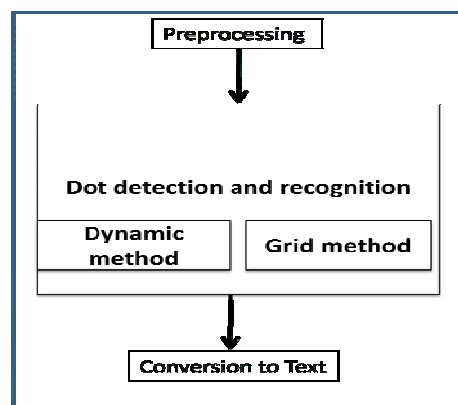 Preprocessing
Dot detection and recognition
Dynamic
method
Grid method
Conversion to Text